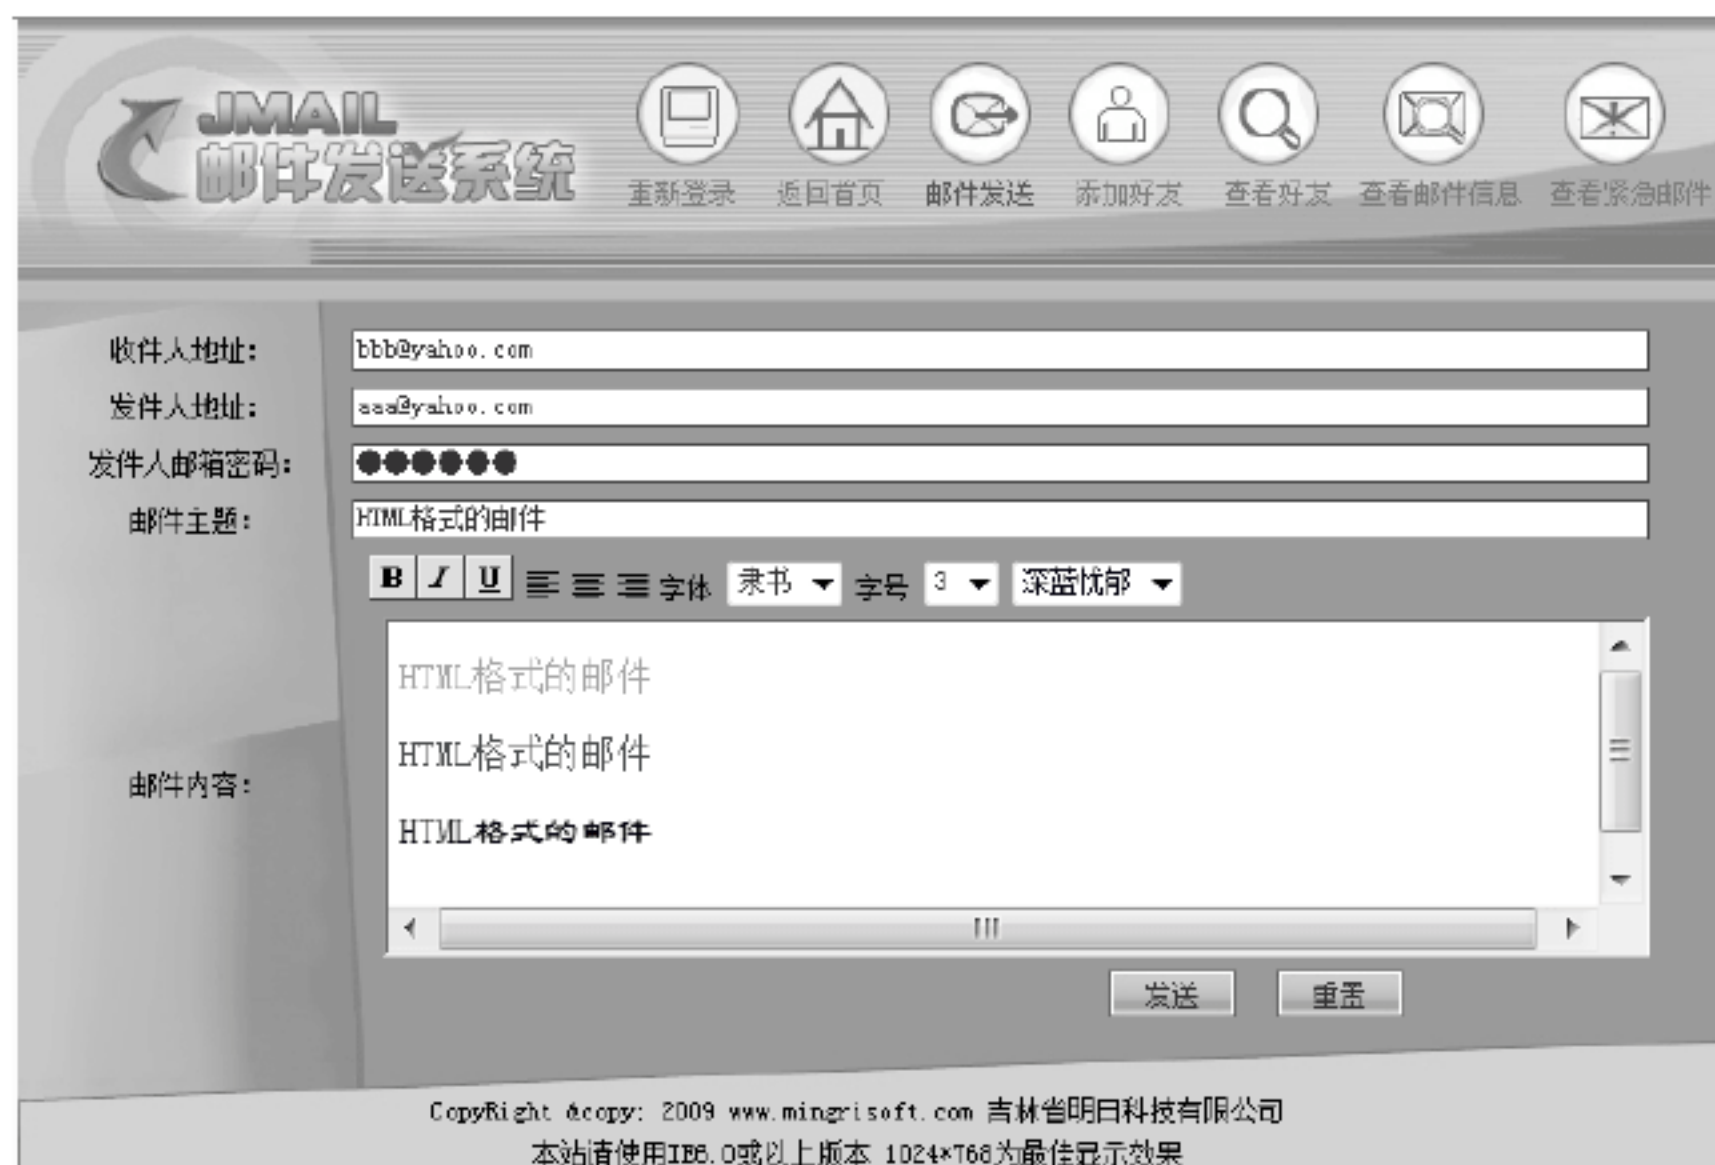 JMAIL
邮件发送系统
重新登录 返回首页 邮件发送 添加好友 查看好友 查看邮件信息 查看紧急邮件
收件人地址: bbb@yahoo.com
发件人地址: aaa@yahoo.com
发件人邮箱密码: ●●●●●●
邮件主题: HTML格式的邮件
B I U 字体 隶书 字号 3 深蓝忧郁
HTML格式的邮件
HTML格式的邮件
邮件内容:
HTML格式的邮件
发送 重置
CopyRight &copy: 2009 www.mingrisoft.com 吉林省明日科技有限公司
本站请使用IE6.0或以上版本 1024*768为最佳显示效果